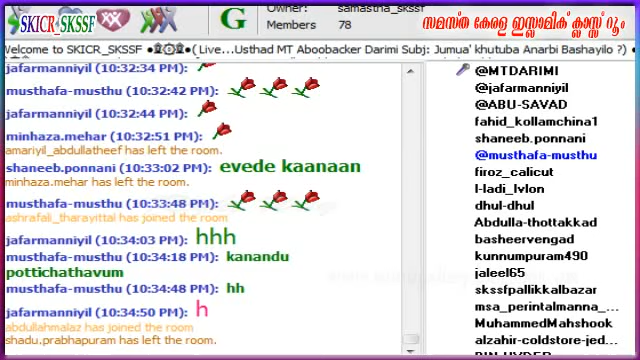 SKICR_SKSSF
Owner: samastha_skssf
Members 78
സമസ്ത കേരള ഇസ്ലാമിക് ക്ലാസ്സ് റൂം
Welcome to SKICR_SKSSF
(Live...Usthad MT Aboobacker Darimi Subj: Jumua' khutuba Anarbi Bashayilo ?)
jafarmanniyil (10:32:34 PM):
musthafa-musthu (10:32:42 PM):
jafarmanniyil (10:32:44 PM):
minhaza.mehar (10:32:51 PM):
amariyil_abdullatheef has left the room.
shaneeb.ponnani (10:33:02 PM): evede kaanaan
minhaza.mehar has left the room.
musthafa-musthu (10:33:48 PM):
ashrafali_tharayittal has joined the room
jafarmanniyil (10:34:03 PM): hhh
musthafa-musthu (10:34:18 PM): kanandu
pottichathavum
musthafa-musthu (10:34:48 PM): hh
jafarmanniyil (10:34:50 PM): h
abdullahmalaz has joined the room
shadu.prabhapuram has left the room.
@MTDARIMI
@jafarmanniyil
@ABU-SAVAD
fahid_kollamchina1
shaneeb.ponnani
@musthafa-musthu
firoz_calicut
I-ladi_lvlon
dhul-dhul
Abdulla-thottakkad
basheervengad
kunnumpuram490
jaleel65
skssfpallikkalbazar
msa_perintalmanna_...
MuhammedMahshook
alzahir-coldstore-jed...